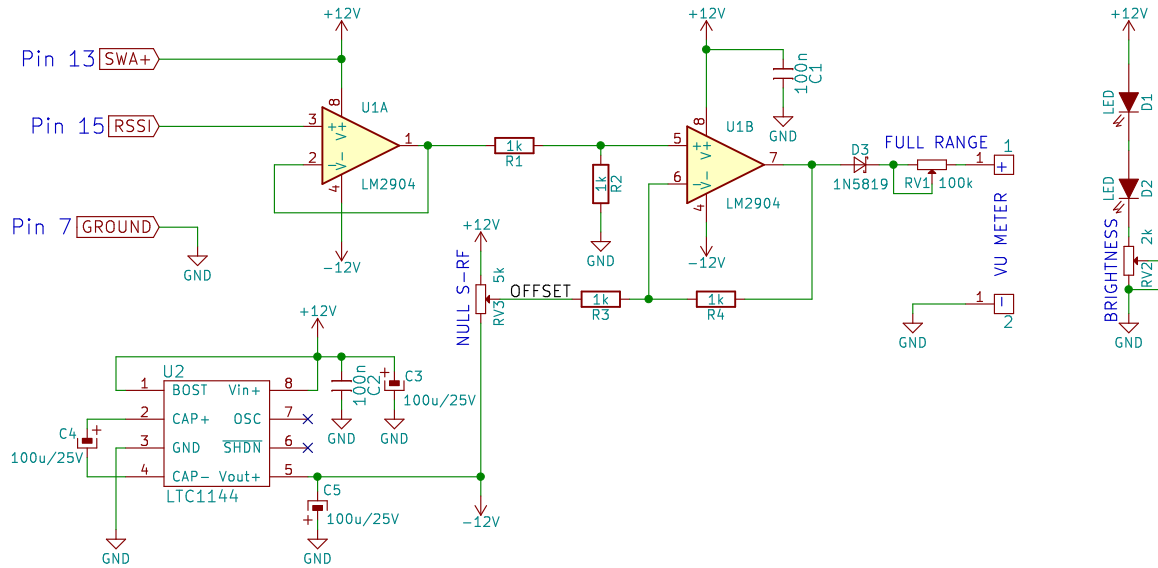 +12V
+12V
+12V
Pin 13 SWA+
8
U1A
Pin 15 RSSI
3
++
V+
1
2
-
V-
4
LM2904
-12V
1k
R1
1k
R2
GND
100n
C1
GND
8
U1B
5
++
V+
7
6
-
V-
4
LM2904
-12V
D3
1N5819
FULL RANGE
RV1 100k
1
1
+
VU METER
1
-
2
GND
LED
D1
LED
D2
BRIGHTNESS
2k
RV2
GND
Pin 7 GROUND
GND
+12V
NULL S-RF
5k
RV3
OFFSET
1k
R3
1k
R4
+12V
U2
1 BOST Vin+ 8
2 CAP+ OSC 7
3 GND SHDN 6
4 CAP- Vout+ 5
LTC1144
C4
+
100u/25V
100n
C2
GND
+
C3
100u/25V
GND
C5
+
100u/25V
GND
GND
-12V